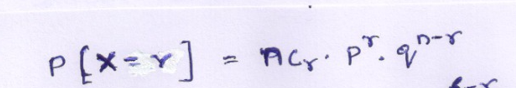 P[X=r] = nCr. p^r. q^n-r